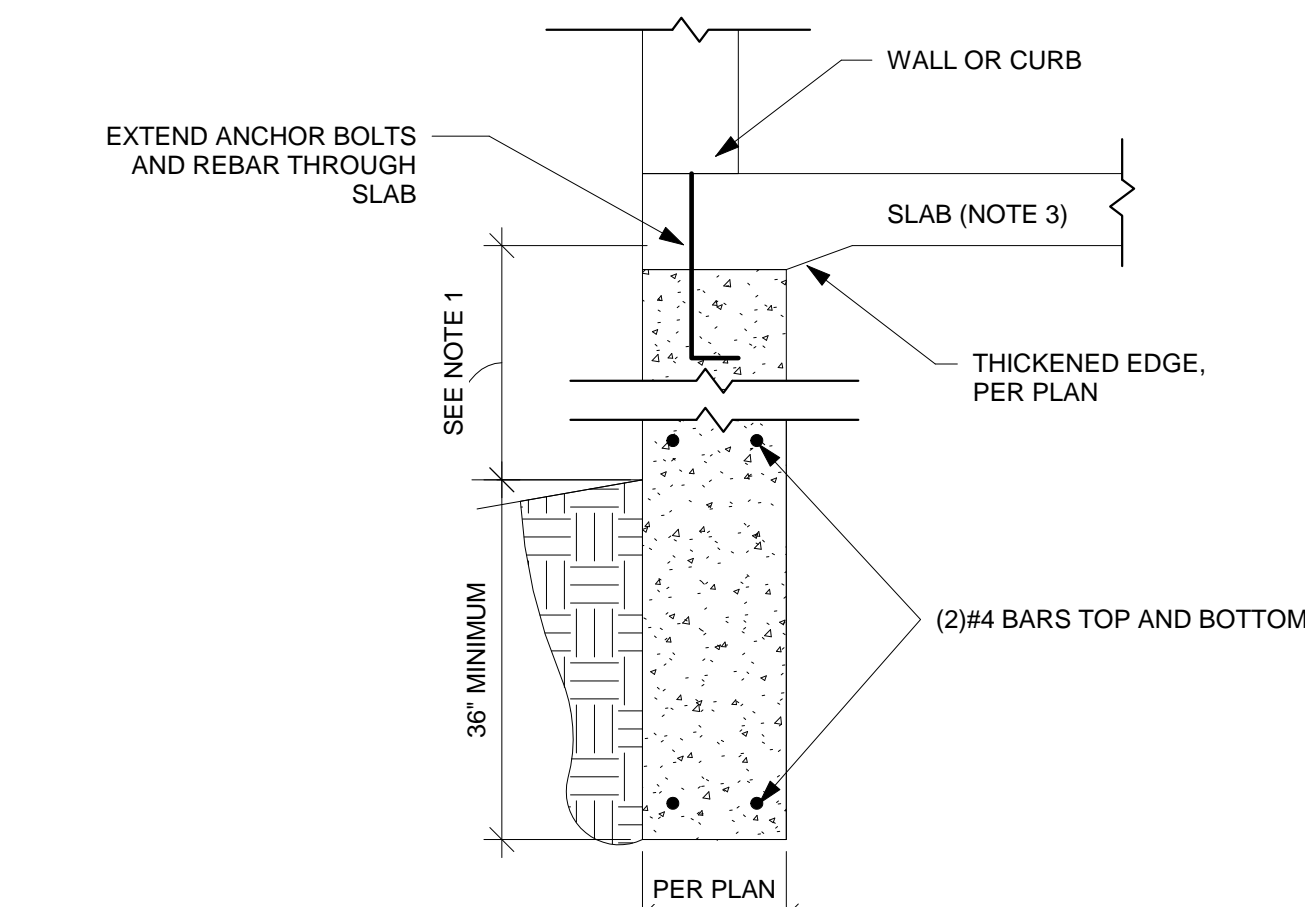 WALL OR CURB
EXTEND ANCHOR BOLTS
AND REBAR THROUGH
SLAB
SLAB (NOTE 3)
SEE NOTE 1
THICKENED EDGE,
PER PLAN
36" MINIMUM
(2)#4 BARS TOP AND BOTTOM
PER PLAN